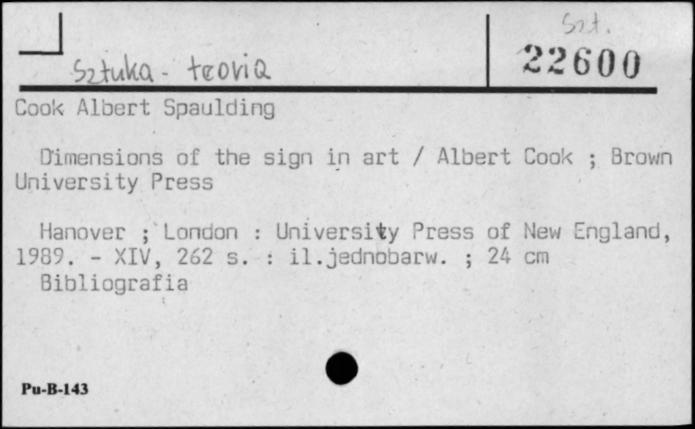 Szt.
22600
Sztuka - teoria
Cook Albert Spaulding
Dimensions of the sign in art / Albert Cook ; Brown
University Press
Hanover ; London : University Press of New England,
1989. - XIV, 262 s. : il.jednobarw. ; 24 cm
Bibliografia
Pu-B-143